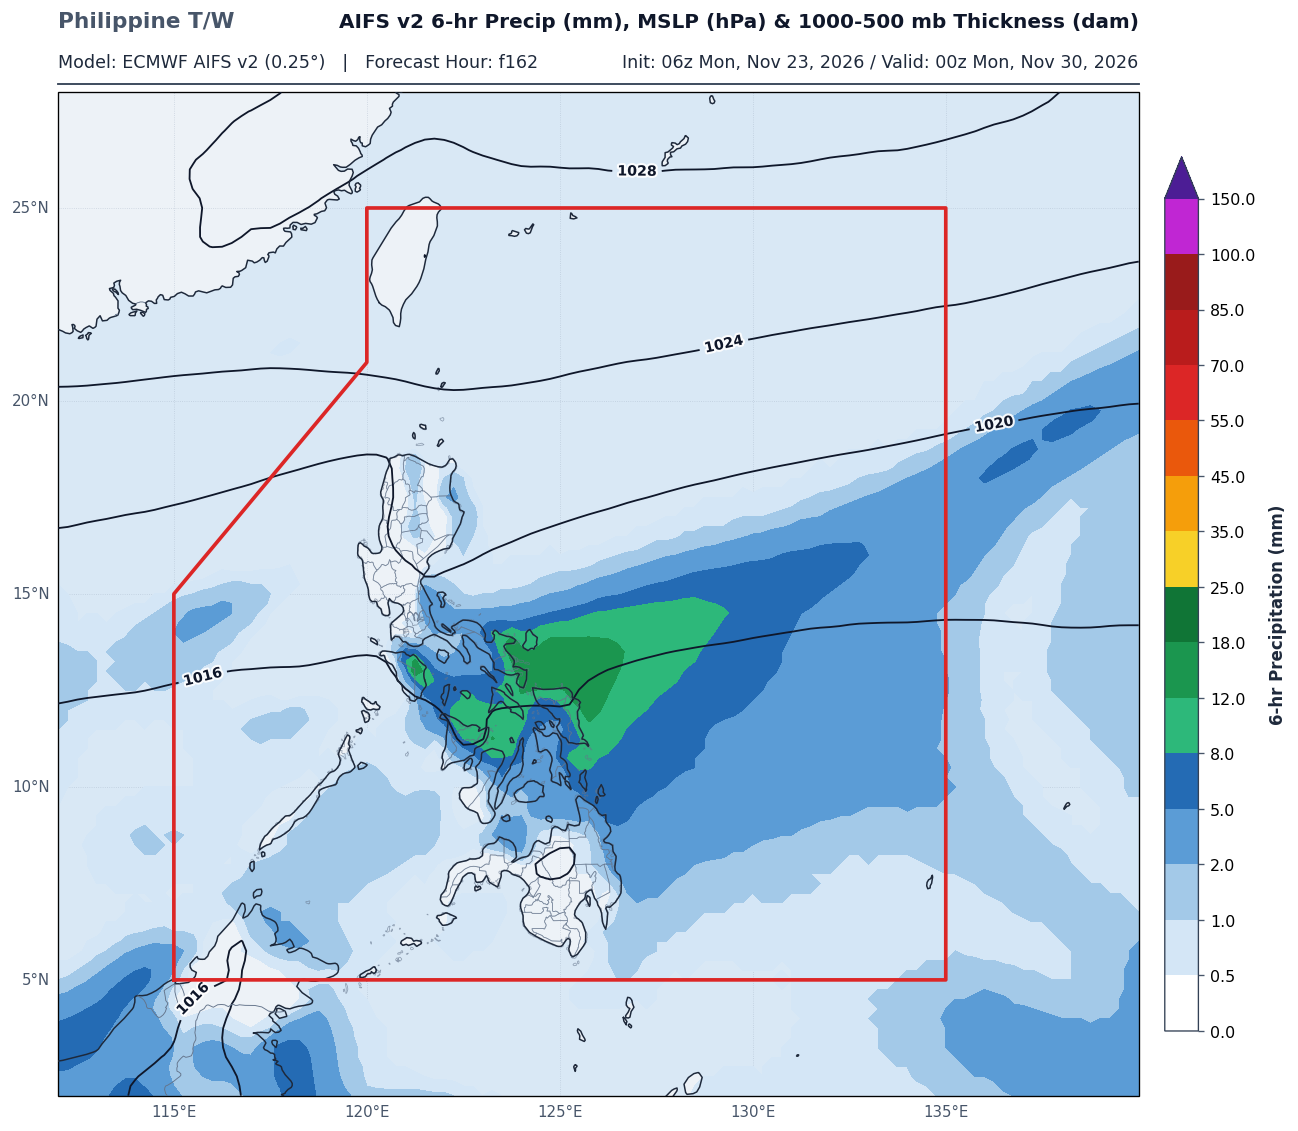 Philippine T/W
AIFS v2 6-hr Precip (mm), MSLP (hPa) & 1000-500 mb Thickness (dam)
Model: ECMWF AIFS v2 (0.25°)   |   Forecast Hour: f162
Init: 06z Mon, Nov 23, 2026 / Valid: 00z Mon, Nov 30, 2026
25°N
20°N
15°N
10°N
5°N
115°E
120°E
125°E
130°E
135°E
1028
1024
1020
1016
1016
150.0
100.0
85.0
70.0
55.0
45.0
35.0
25.0
18.0
12.0
8.0
5.0
2.0
1.0
0.5
0.0
6-hr Precipitation (mm)